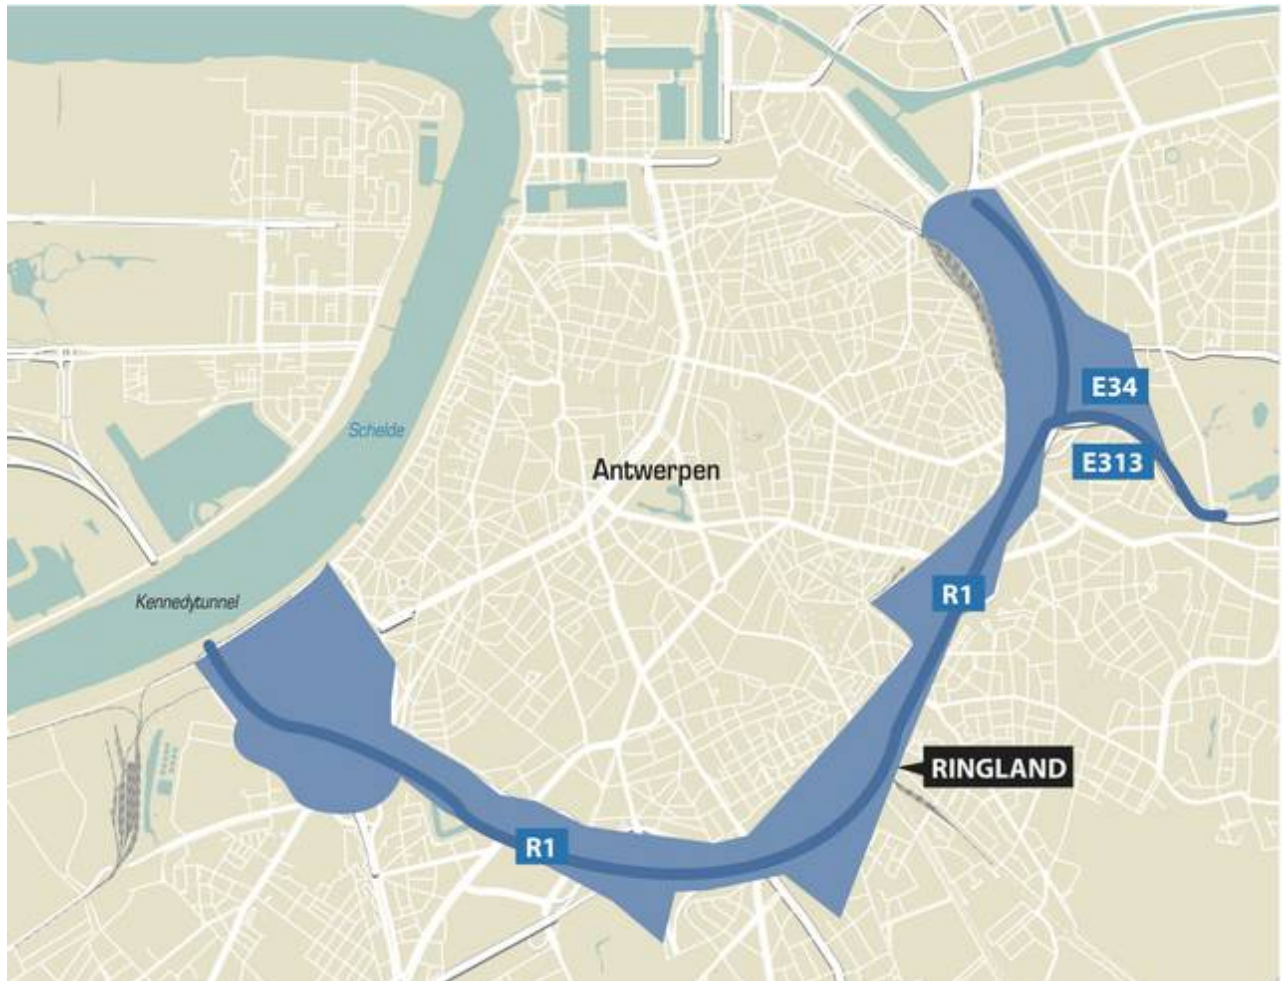 E34
Schelde
E313
Antwerpen
R1
Kennedytunnel
RINGLAND
R1